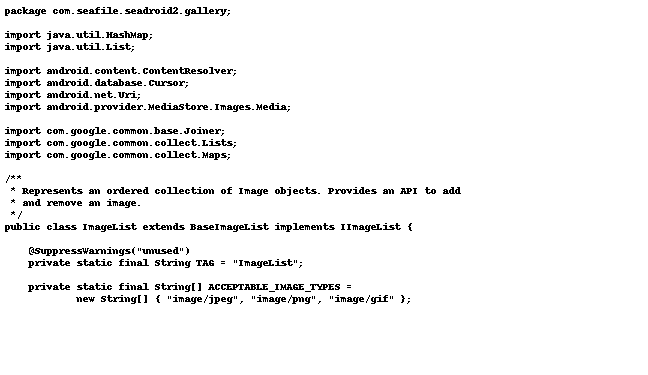 package com.seafile.seadroid2.gallery;

import java.util.HashMap;
import java.util.List;

import android.content.ContentResolver;
import android.database.Cursor;
import android.net.Uri;
import android.provider.MediaStore.Images.Media;

import com.google.common.base.Joiner;
import com.google.common.collect.Lists;
import com.google.common.collect.Maps;

/**
 * Represents an ordered collection of Image objects. Provides an API to add
 * and remove an image.
 */
public class ImageList extends BaseImageList implements IImageList {

    @SuppressWarnings("unused")
    private static final String TAG = "ImageList";

    private static final String[] ACCEPTABLE_IMAGE_TYPES =
            new String[] { "image/jpeg", "image/png", "image/gif" };